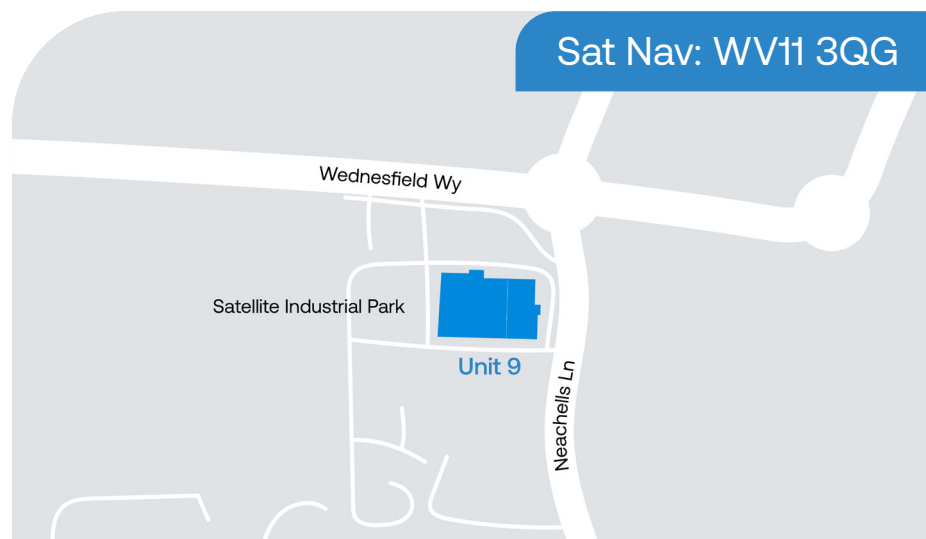 Sat Nav: WV11 3QG
Wednesfield Wy
Satellite Industrial Park
Unit 9
Neachells Ln